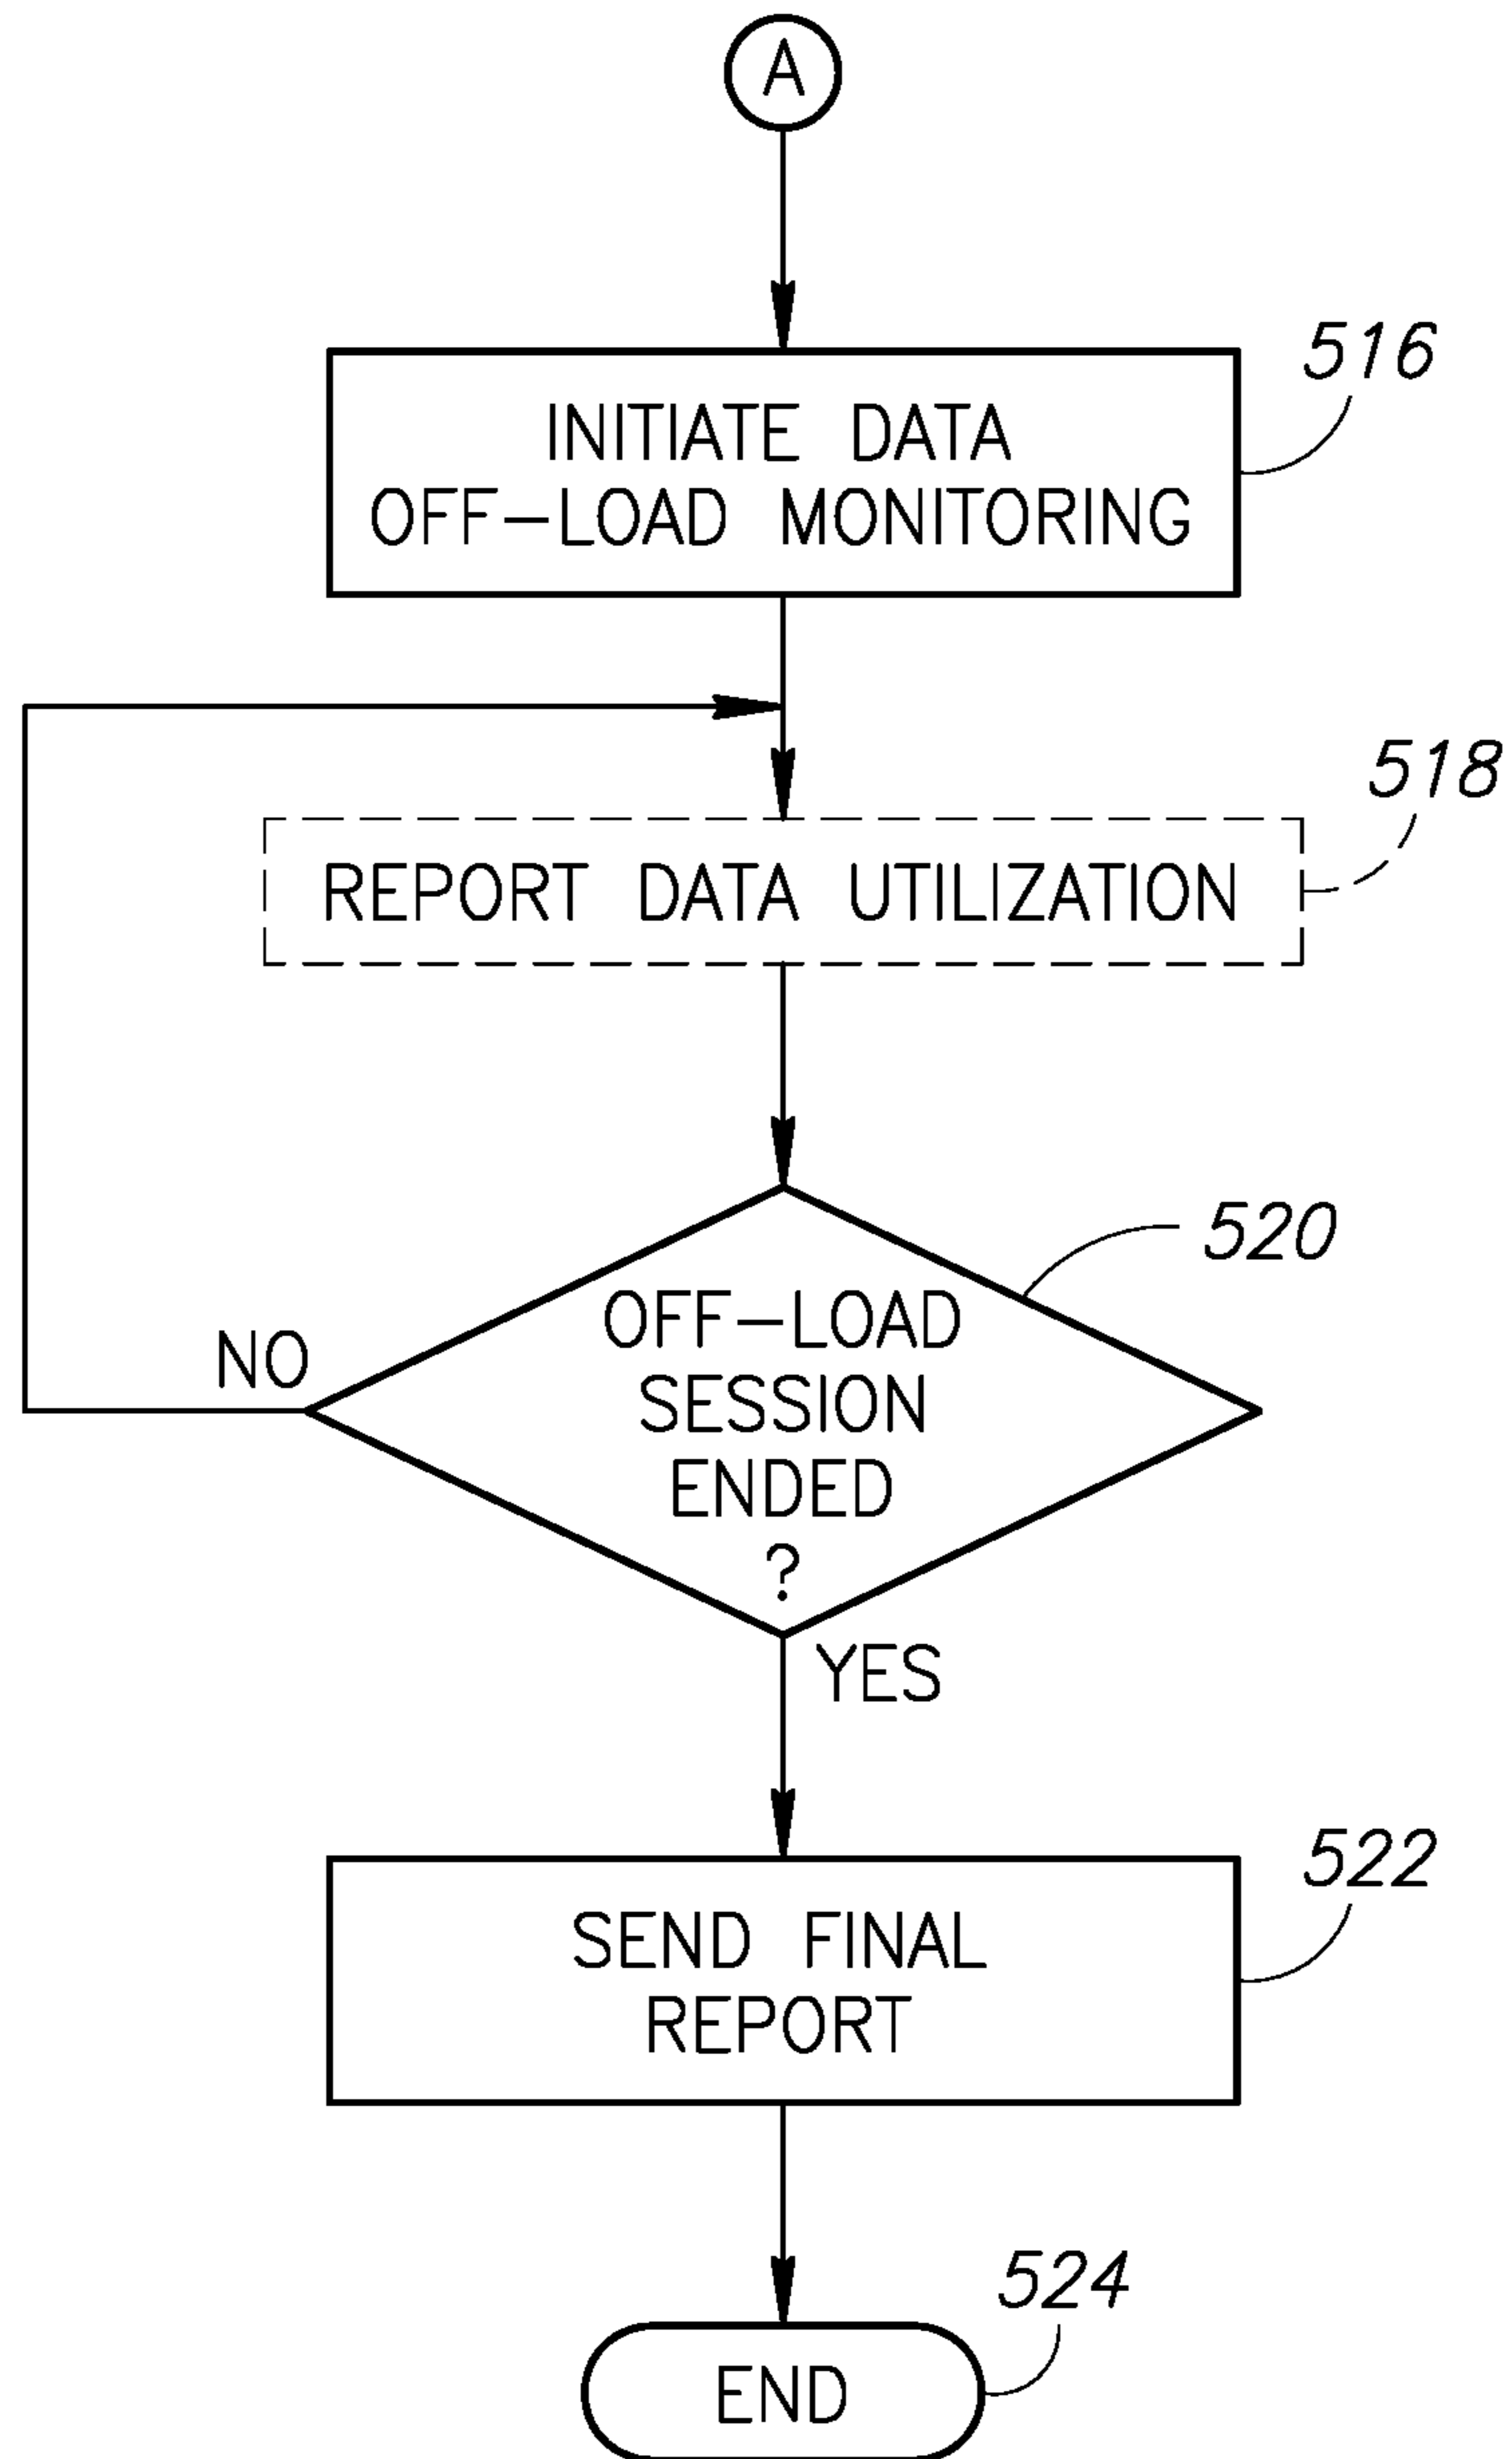 A
516
INITIATE DATA
OFF-LOAD MONITORING
518
REPORT DATA UTILIZATION
520
OFF-LOAD
SESSION
ENDED
?
NO
YES
522
SEND FINAL
REPORT
524
END